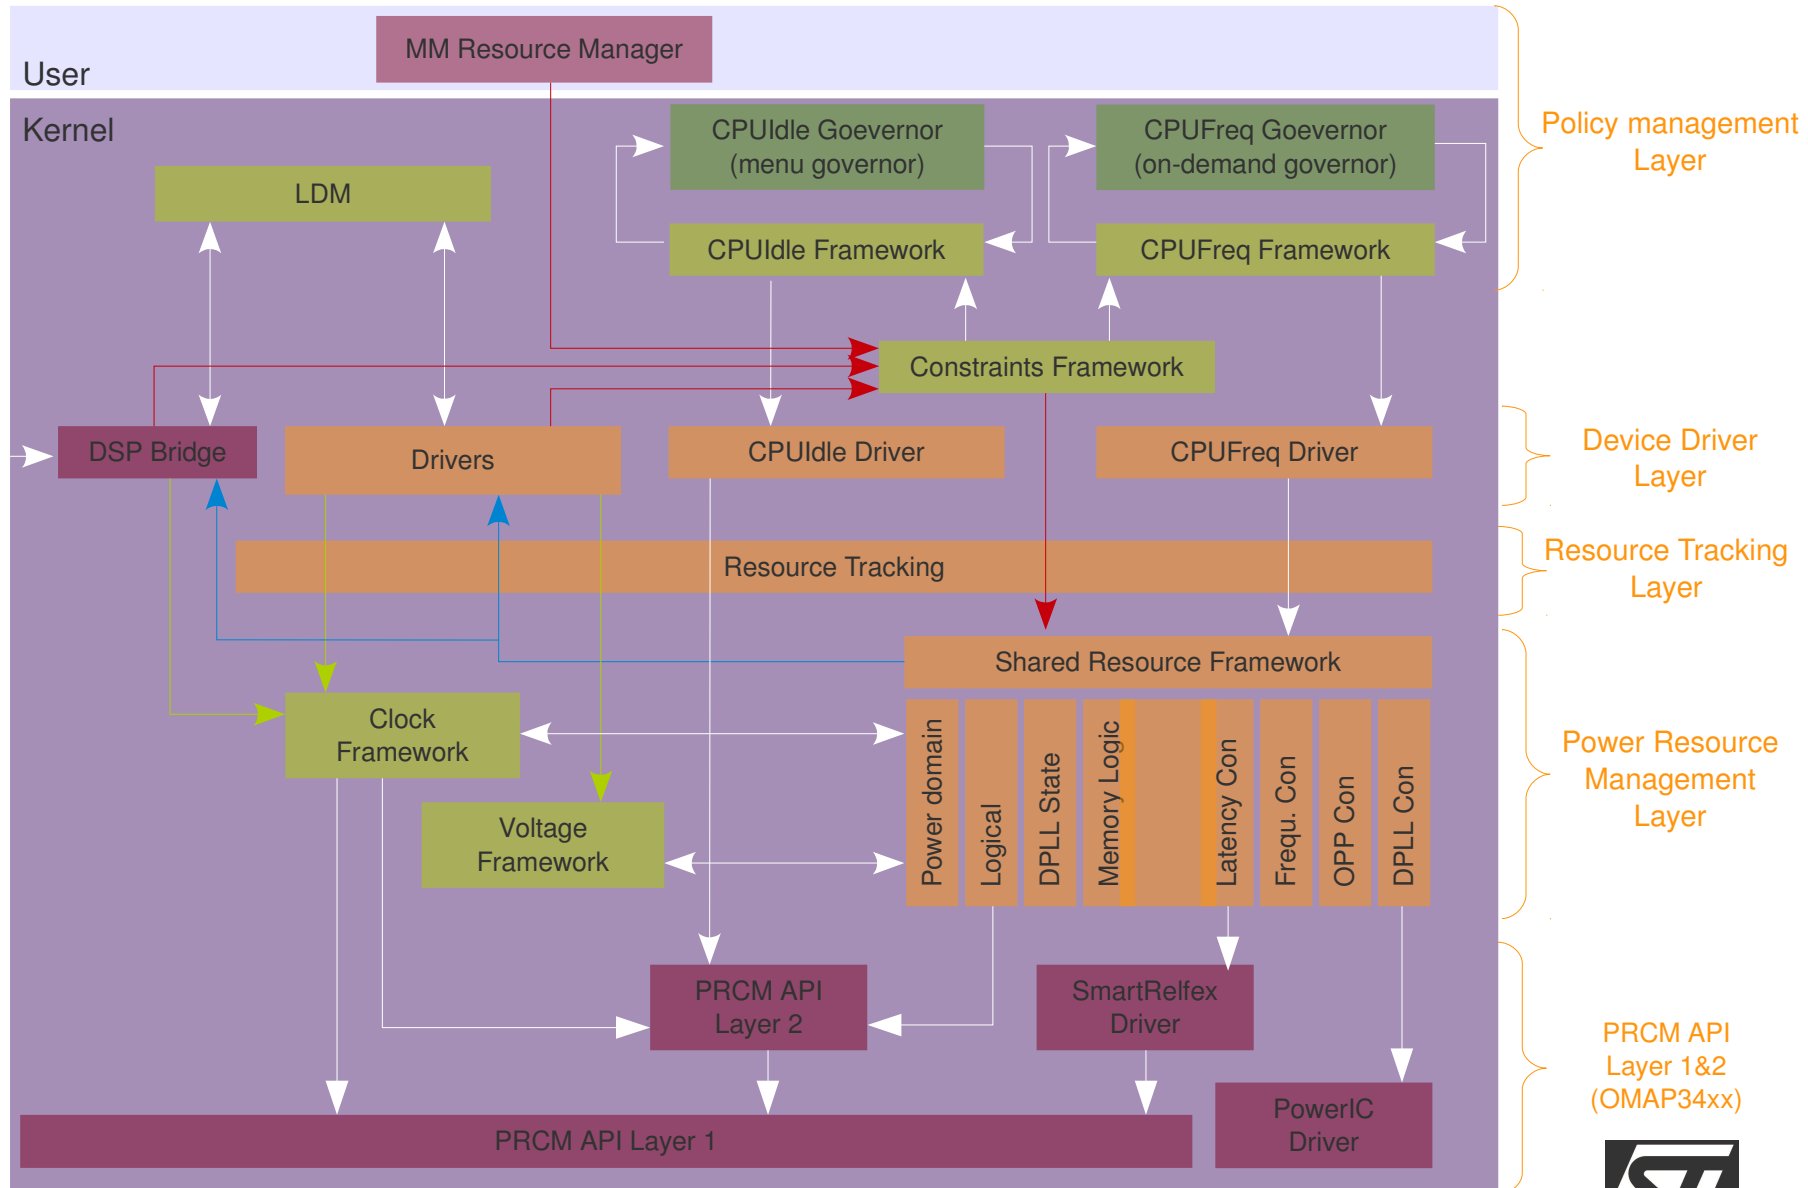 MM Resource Manager
User
Kernel
CPUIdle Goevernor
(menu governor)
CPUFreq Goevernor
(on-demand governor)
Policy management
Layer
LDM
CPUIdle Framework
CPUFreq Framework
Constraints Framework
DSP Bridge
Drivers
CPUIdle Driver
CPUFreq Driver
Device Driver
Layer
Resource Tracking
Resource Tracking
Layer
Shared Resource Framework
Clock
Framework
Voltage
Framework
Power domain
Logical
DPLL State
Memory Logic
Latency Con
Frequ. Con
OPP Con
DPLL Con
Power Resource
Management
Layer
PRCM API
Layer 2
SmartRelfex
Driver
PRCM API
Layer 1&2
(OMAP34xx)
PowerIC
Driver
PRCM API Layer 1